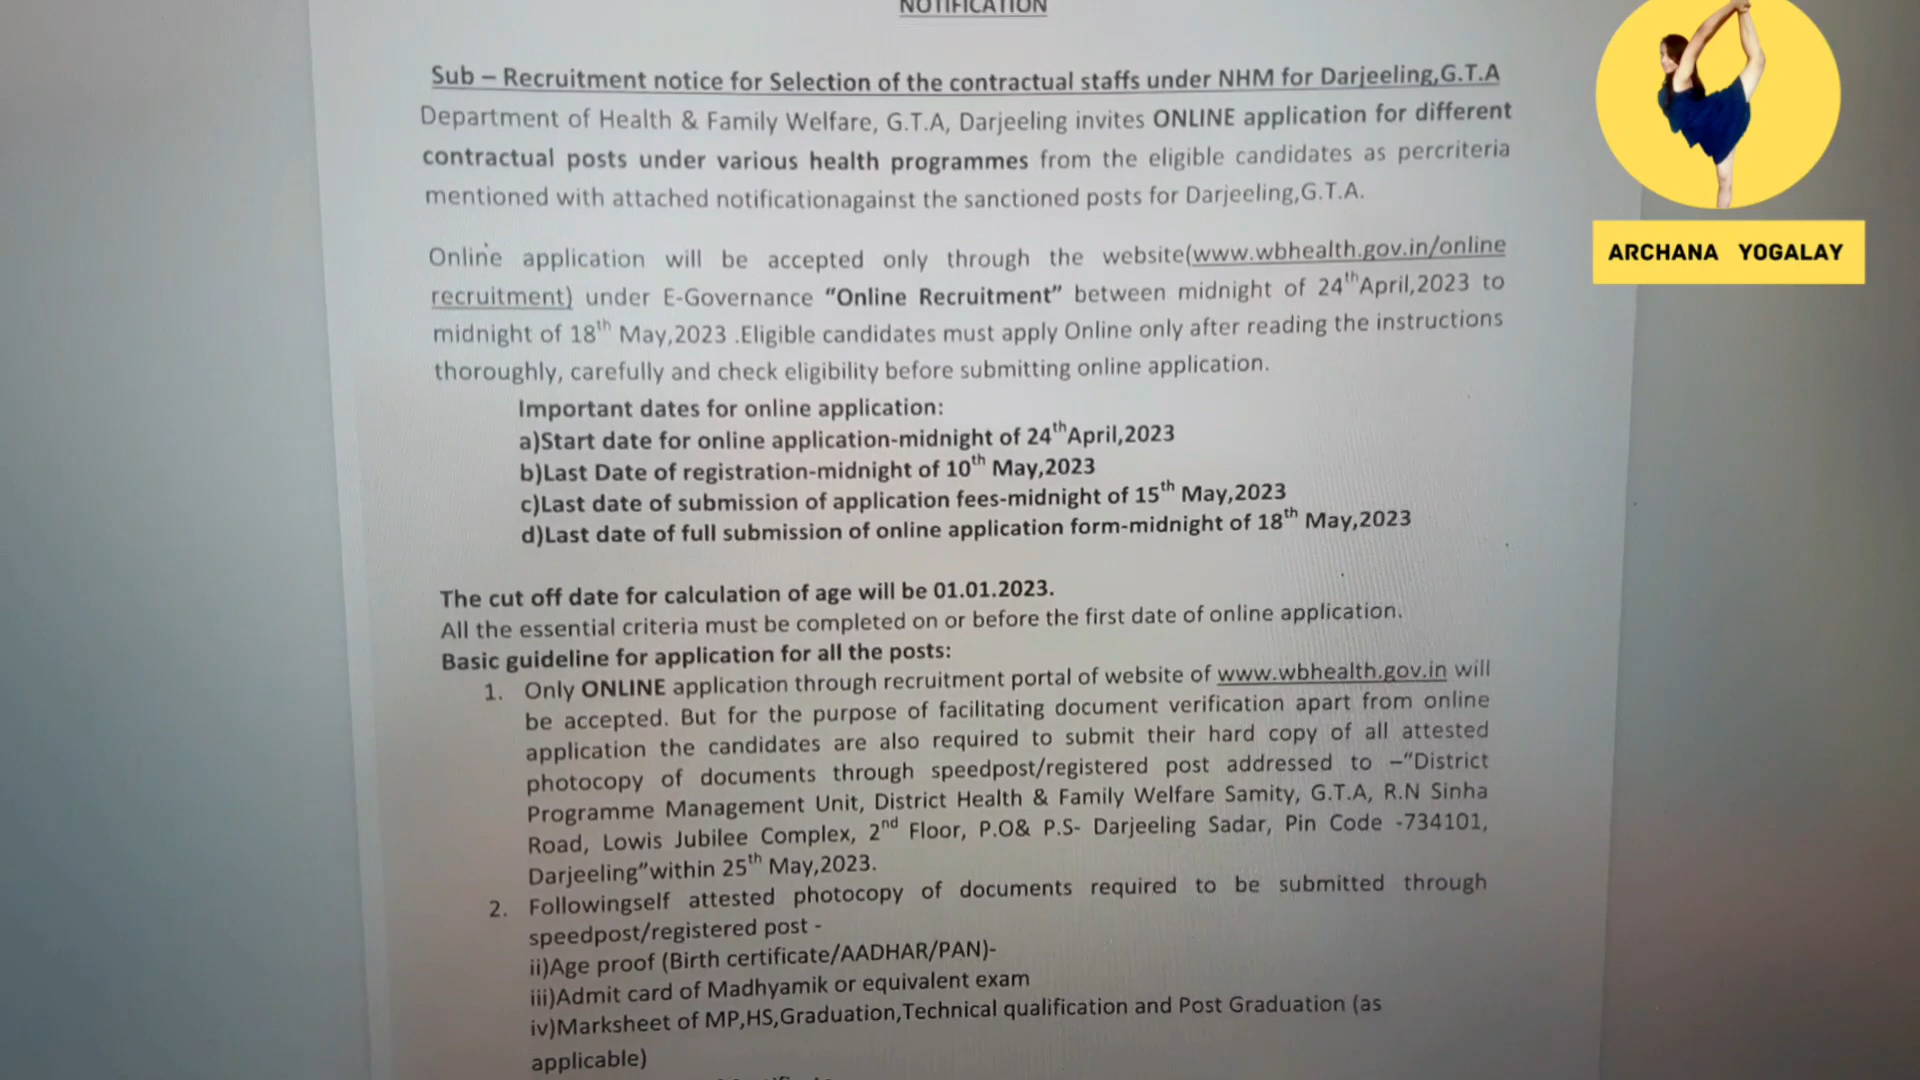 NOTIFICATION
Sub – Recruitment notice for Selection of the contractual staffs under NHM for Darjeeling,G.T.A
Department of Health & Family Welfare, G.T.A, Darjeeling invites ONLINE application for different
contractual posts under various health programmes from the eligible candidates as percriteria
mentioned with attached notificationagainst the sanctioned posts for Darjeeling,G.T.A.
Online application will be accepted only through the website(www.wbhealth.gov.in/online
recruitment) under E-Governance "Online Recruitment" between midnight of 24th April,2023 to
midnight of 18th May,2023 .Eligible candidates must apply Online only after reading the instructions
thoroughly, carefully and check eligibility before submitting online application.
Important dates for online application:
a)Start date for online application-midnight of 24th April,2023
b)Last Date of registration-midnight of 10th May,2023
c)Last date of submission of application fees-midnight of 15th May,2023
d)Last date of full submission of online application form-midnight of 18th May,2023
The cut off date for calculation of age will be 01.01.2023.
All the essential criteria must be completed on or before the first date of online application.
Basic guideline for application for all the posts:
1. Only ONLINE application through recruitment portal of website of www.wbhealth.gov.in will
be accepted. But for the purpose of facilitating document verification apart from online
application the candidates are also required to submit their hard copy of all attested
photocopy of documents through speedpost/registered post addressed to –"District
Programme Management Unit, District Health & Family Welfare Samity, G.T.A, R.N Sinha
Road, Lowis Jubilee Complex, 2nd Floor, P.O& P.S- Darjeeling Sadar, Pin Code -734101,
Darjeeling"within 25th May,2023.
2. Followingself attested photocopy of documents required to be submitted through
speedpost/registered post -
ii)Age proof (Birth certificate/AADHAR/PAN)-
iii)Admit card of Madhyamik or equivalent exam
iv)Marksheet of MP,HS,Graduation,Technical qualification and Post Graduation (as
applicable)
ARCHANA YOGALAY